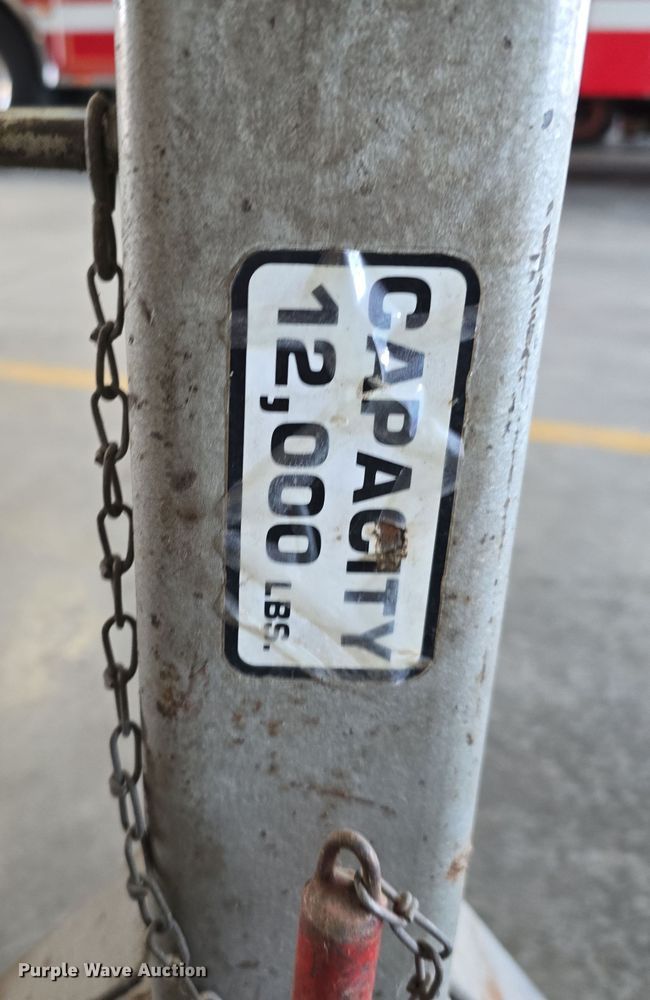 CAPACITY
12,000 LBS.
Purple Wave Auction